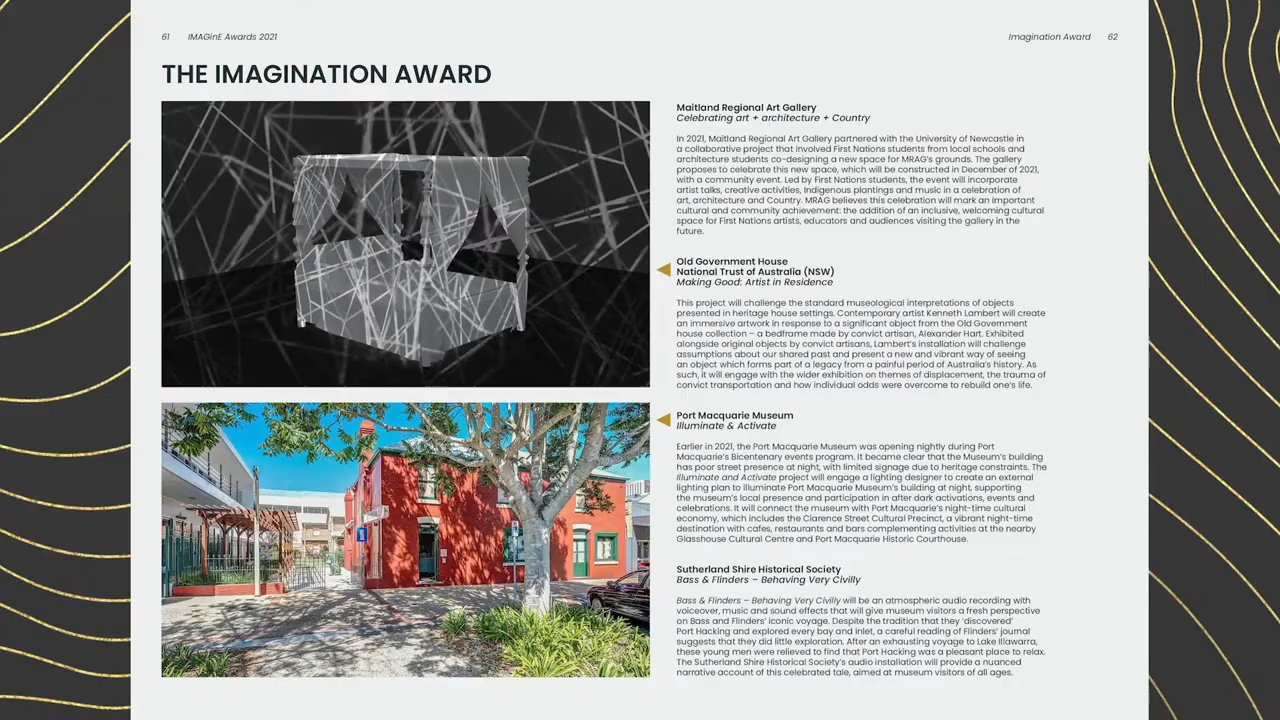 61 IMAGinE Awards 2021
Imagination Award 62
THE IMAGINATION AWARD
Maitland Regional Art Gallery
Celebrating art + architecture + Country
In 2021, Maitland Regional Art Gallery partnered with the University of Newcastle in
a collaborative project that involved First Nations students from local schools and
architecture students co-designing a new space for MRAG's grounds. The gallery
proposes to celebrate this new space, which will be constructed in December of 2021,
with a community event. Led by First Nations students, the event will incorporate
artist talks, creative activities, Indigenous plantings and music in a celebration of
art, architecture and Country. MRAG believes this celebration will mark an important
cultural and community achievement: the addition of an inclusive, welcoming cultural
space for First Nations artists, educators and audiences visiting the gallery in the
future.
Old Government House
National Trust of Australia (NSW)
Making Good: Artist in Residence
This project will challenge the standard museological interpretations of objects
presented in heritage house settings. Contemporary artist Kenneth Lambert will create
an immersive artwork in response to a significant object from the Old Government
house collection – a bedframe made by convict artisan, Alexander Hart. Exhibited
alongside original objects by convict artisans, Lambert's installation will challenge
assumptions about our shared past and present a new and vibrant way of seeing
an object which forms part of a legacy from a painful period of Australia's history. As
such, it will engage with the wider exhibition on themes of displacement, the trauma of
convict transportation and how individual odds were overcome to rebuild one's life.
Port Macquarie Museum
Illuminate & Activate
Earlier in 2021, the Port Macquarie Museum was opening nightly during Port
Macquarie's Bicentenary events program. It became clear that the Museum's building
has poor street presence at night, with limited signage due to heritage constraints. The
Illuminate and Activate project will engage a lighting designer to create an external
lighting plan to illuminate Port Macquarie Museum's building at night, supporting
the museum's local presence and participation in after dark activations, events and
celebrations. It will connect the museum with Port Macquarie's night-time cultural
economy, which includes the Clarence Street Cultural Precinct, a vibrant night-time
destination with cafes, restaurants and bars complementing activities at the nearby
Glasshouse Cultural Centre and Port Macquarie Historic Courthouse.
Sutherland Shire Historical Society
Bass & Flinders – Behaving Very Civilly
Bass & Flinders – Behaving Very Civilly will be an atmospheric audio recording with
voiceover, music and sound effects that will give museum visitors a fresh perspective
on Bass and Flinders' iconic voyage. Despite the tradition that they 'discovered'
Port Hacking and explored every bay and inlet, a careful reading of Flinders' journal
suggests that they did little exploration. After an exhausting voyage to Lake Illawarra,
these young men were relieved to find that Port Hacking was a pleasant place to relax.
The Sutherland Shire Historical Society's audio installation will provide a nuanced
narrative account of this celebrated tale, aimed at museum visitors of all ages.